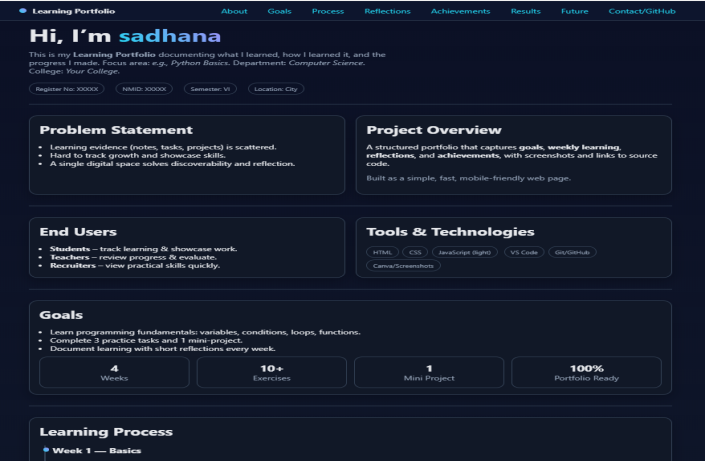 Learning Portfolio
About Goals Process Reflections Achievements Results Future Contact/GitHub
Hi, I’m sadhana
This is my Learning Portfolio documenting what I learned, how I learned it, and the
progress I made. Focus area: e.g., Python Basics. Department: Computer Science.
College: Your College.
Register No: XXXXX NMID: XXXXX Semester: VI Location: City
Problem Statement
• Learning evidence (notes, tasks, projects) is scattered.
• Hard to track growth and showcase skills.
• A single digital space solves discoverability and reflection.
Project Overview
A structured portfolio that captures goals, weekly learning,
reflections, and achievements, with screenshots and links to source
code.
Built as a simple, fast, mobile-friendly web page.
End Users
• Students – track learning & showcase work.
• Teachers – review progress & evaluate.
• Recruiters – view practical skills quickly.
Tools & Technologies
HTML CSS JavaScript (light) VS Code Git/GitHub
Canva/Screenshots
Goals
• Learn programming fundamentals: variables, conditions, loops, functions.
• Complete 3 practice tasks and 1 mini-project.
• Document learning with short reflections every week.
4 10+ 1 100%
Weeks Exercises Mini Project Portfolio Ready
Learning Process
Week 1 — Basics